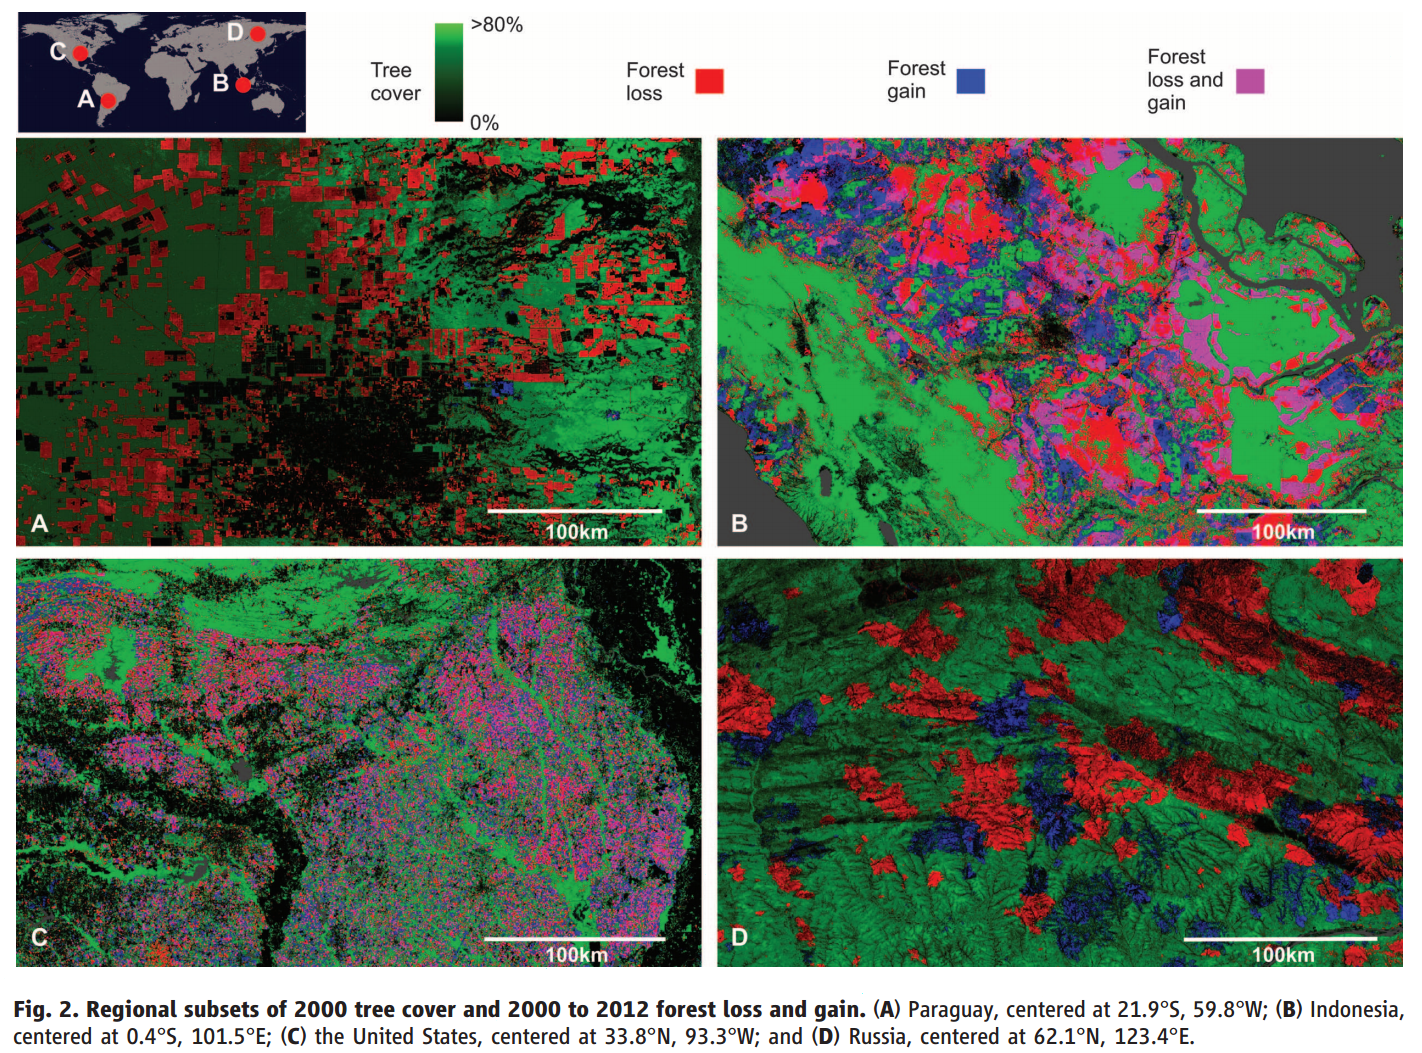 D
C
B
A
Tree
cover
>80%
0%
Forest
loss
Forest
gain
Forest
loss and
gain
A
100km
B
100km
C
100km
D
100km
Fig. 2. Regional subsets of 2000 tree cover and 2000 to 2012 forest loss and gain. (A) Paraguay, centered at 21.9°S, 59.8°W; (B) Indonesia,
centered at 0.4°S, 101.5°E; (C) the United States, centered at 33.8°N, 93.3°W; and (D) Russia, centered at 62.1°N, 123.4°E.